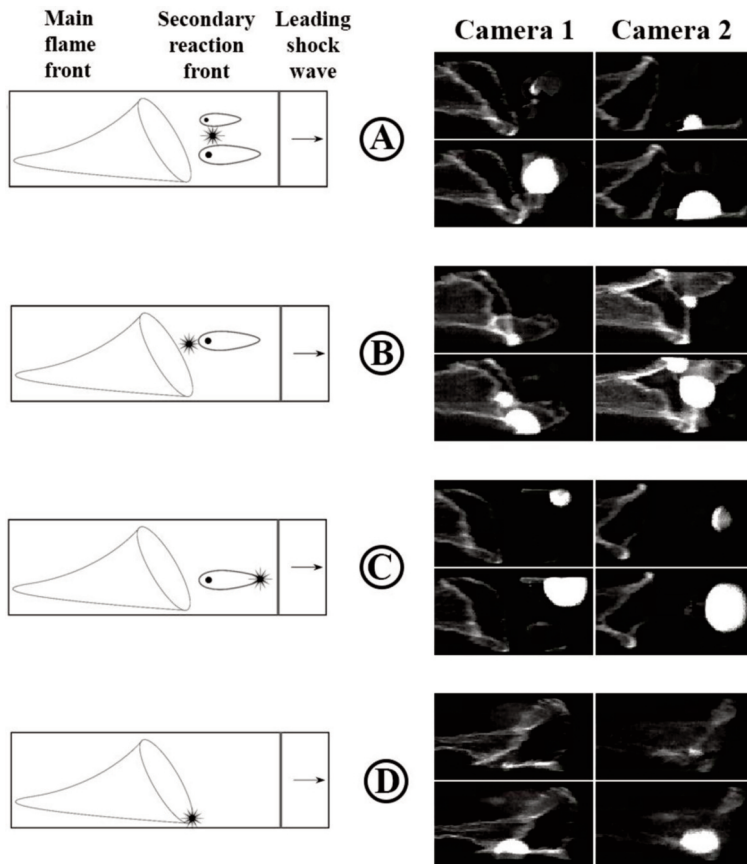 Main
flame
front
Secondary
reaction
front
Leading
shock
wave
Camera 1
Camera 2
A
B
C
D